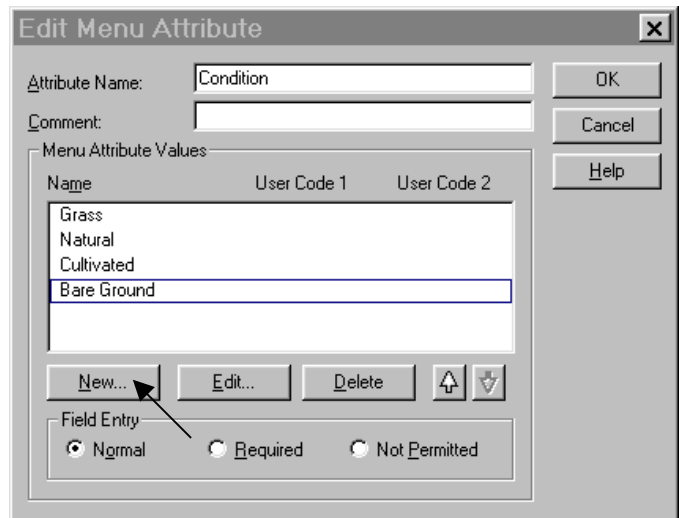 Edit Menu Attribute
Attribute Name: Condition OK
Comment: Cancel
Menu Attribute Values Help
Name User Code 1 User Code 2
Grass
Natural
Cultivated
Bare Ground
New... Edit... Delete
Field Entry
Normal Required Not Permitted